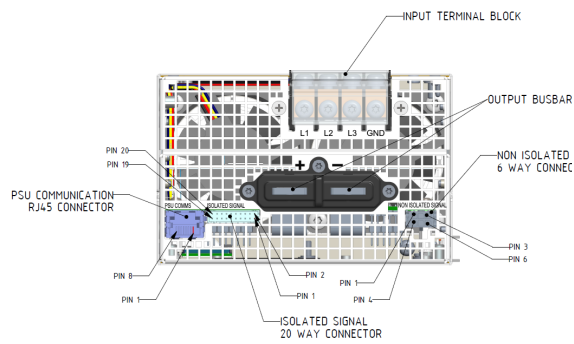 INPUT TERMINAL BLOCK
L1 L2 L3 GND
OUTPUT BUSBAR
+ −
PIN 20
PIN 19
NON ISOLATED
6 WAY CONNEC
PSU COMMUNICATION
RJ45 CONNECTOR
PSU COMMS
ISOLATED SIGNAL
NON ISOLATED SIGNAL
PIN 8
PIN 1
PIN 2
PIN 1
PIN 1
PIN 4
PIN 3
PIN 6
ISOLATED SIGNAL
20 WAY CONNECTOR